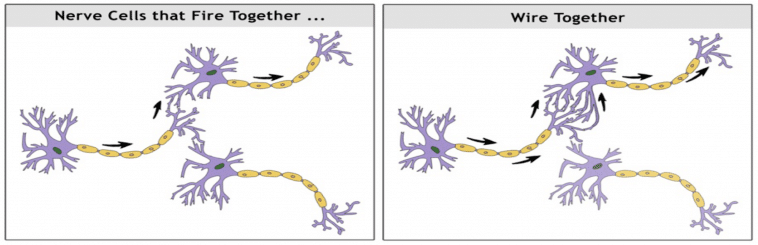 Nerve Cells that Fire Together ...
Wire Together